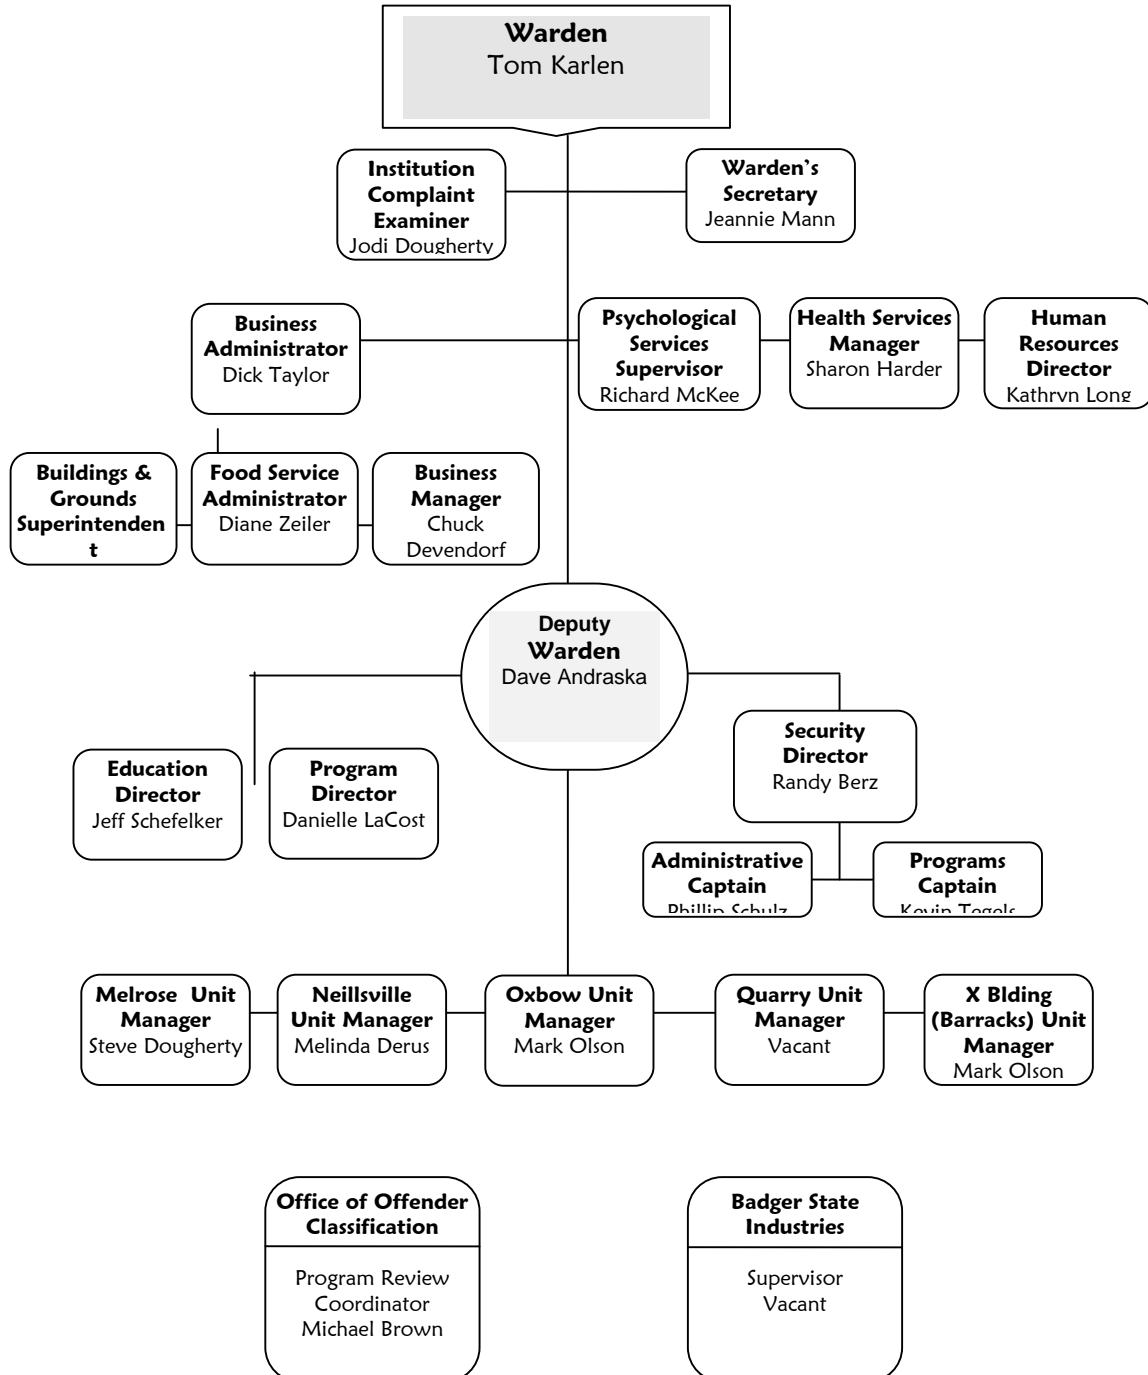 Warden
Tom Karlen
Institution
Complaint
Examiner
Jodi Dougherty
Warden's
Secretary
Jeannie Mann
Business
Administrator
Dick Taylor
Psychological
Services
Supervisor
Richard McKee
Health Services
Manager
Sharon Harder
Human
Resources
Director
Kathryn Long
Buildings &
Grounds
Superintenden
t
Food Service
Administrator
Diane Zeiler
Business
Manager
Chuck
Devendorf
Deputy
Warden
Dave Andraska
Education
Director
Jeff Schefelker
Program
Director
Danielle LaCost
Security
Director
Randy Berz
Administrative
Captain
Phillip Schulz
Programs
Captain
Kevin Tegels
Melrose  Unit
Manager
Steve Dougherty
Neillsville
Unit Manager
Melinda Derus
Oxbow Unit
Manager
Mark Olson
Quarry Unit
Manager
Vacant
X Blding
(Barracks) Unit
Manager
Mark Olson
Office of Offender
Classification
Program Review
Coordinator
Michael Brown
Badger State
Industries
Supervisor
Vacant